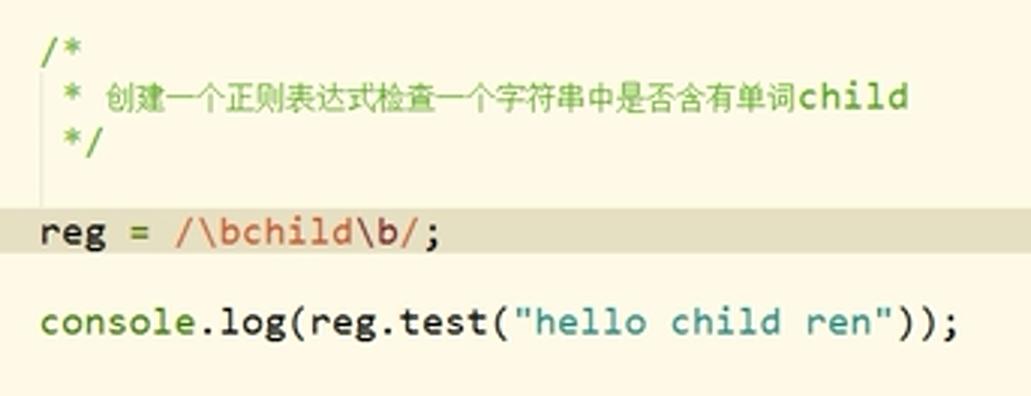 /*
 * 创建一个正则表达式检查一个字符串中是否含有单词child
 */
reg = /\bchild\b/;
console.log(reg.test("hello child ren"));